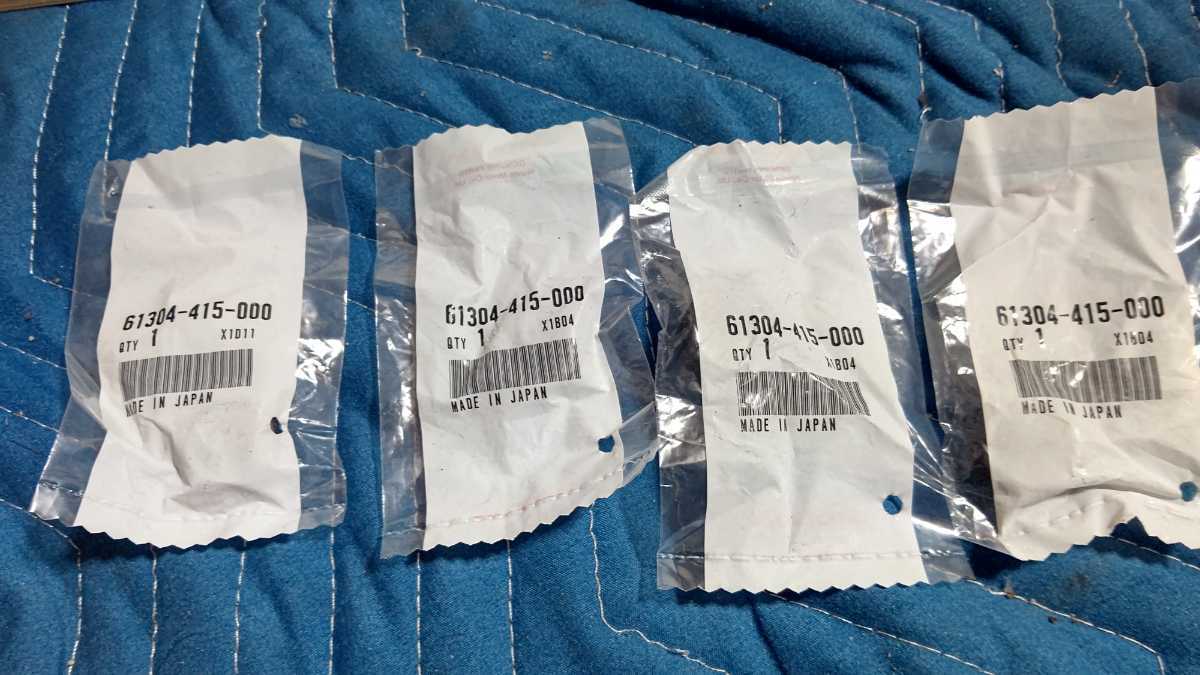 61304-415-000
QTY 1 X1D11
MADE IN JAPAN
61304-415-000
QTY 1 X1B04
MADE IN JAPAN
61304-415-000
QTY 1 X1B04
MADE IN JAPAN
61304-415-000
QTY 1 X1B04
MADE IN JAPAN